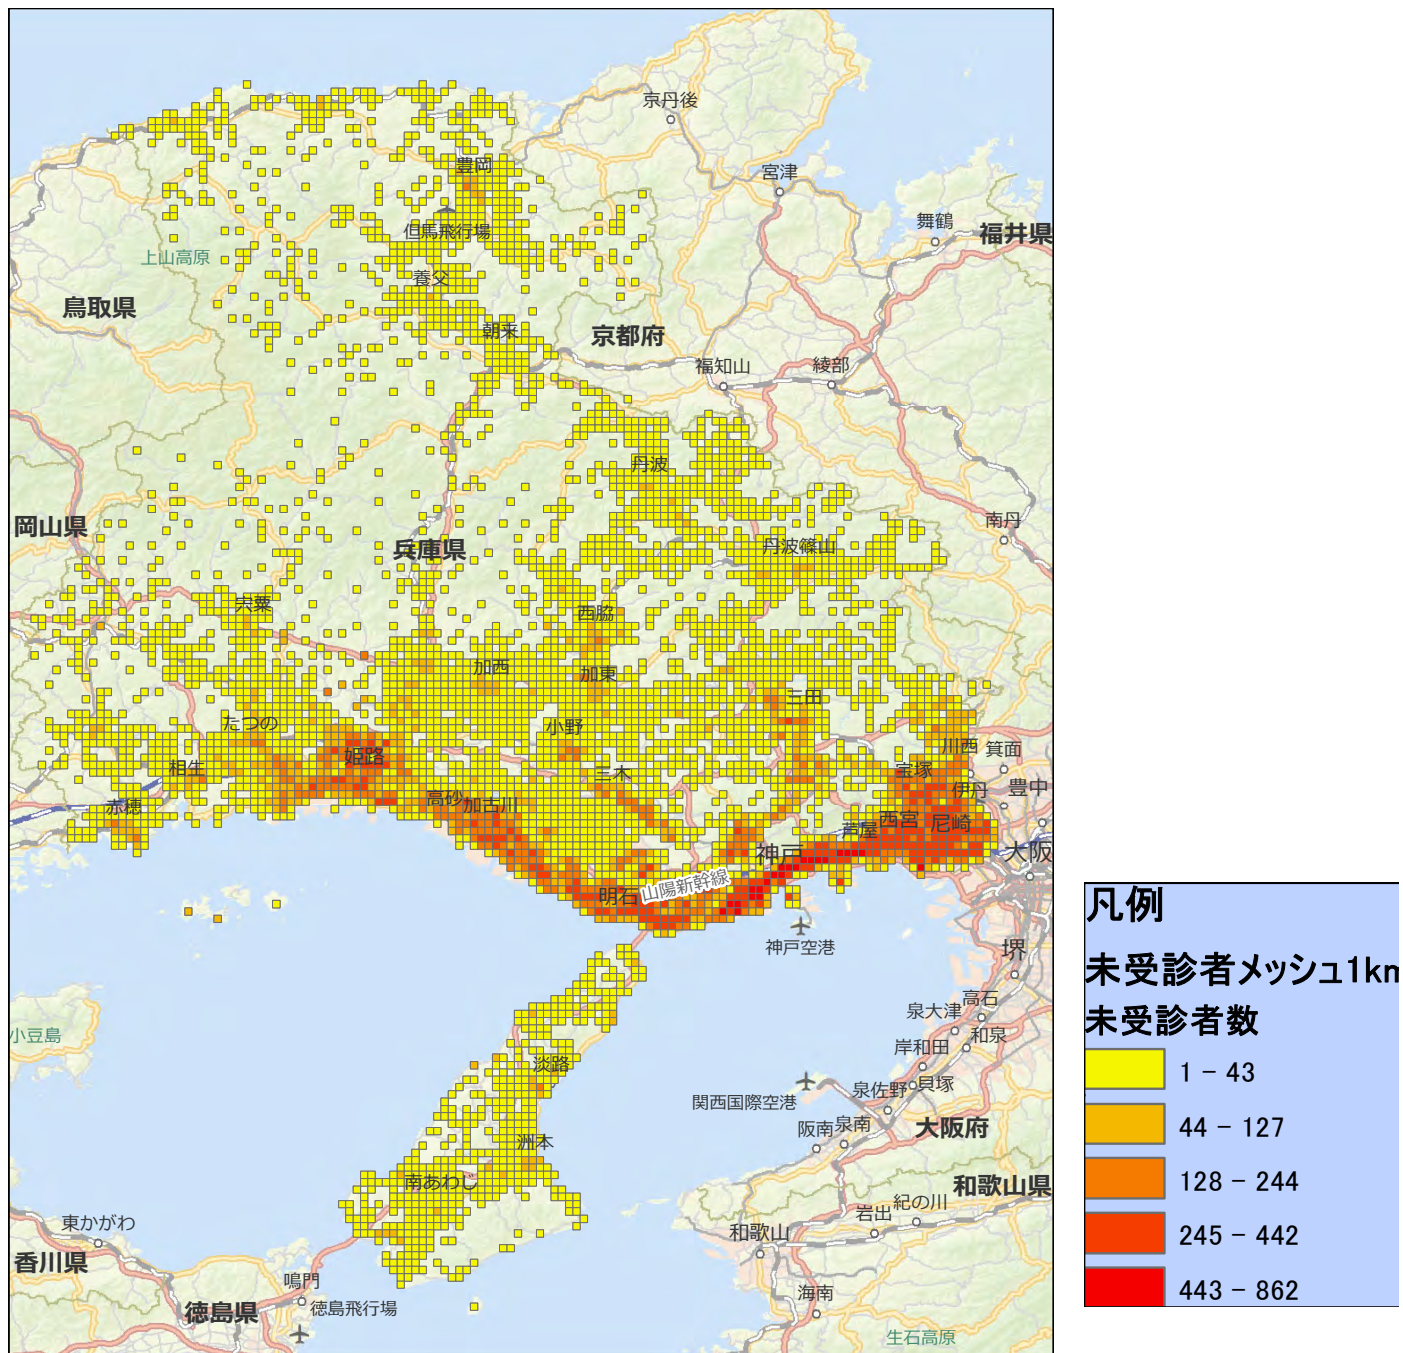 京丹後
豊岡
宮津
舞鶴
福井県
但馬飛行場
上山高原
養父
鳥取県
朝来
京都府
福知山
綾部
丹波
岡山県
南丹
兵庫県
丹波篠山
宍粟
西脇
加西
加東
三田
たつの
小野
川西
箕面
姫路
相生
三木
宝塚
伊丹
豊中
赤穂
高砂
加古川
芦屋
西宮
尼崎
神戸
大阪
明石
山陽新幹線
神戸空港
堺
高石
泉大津
小豆島
和泉
岸和田
淡路
泉佐野
貝塚
関西国際空港
阪南
泉南
大阪府
洲本
南あわじ
和歌山県
紀の川
岩出
東かがわ
和歌山
香川県
鳴門
徳島飛行場
徳島県
海南
生石高原
凡例
未受診者メッシュ1km
未受診者数
1 - 43
44 - 127
128 - 244
245 - 442
443 - 862